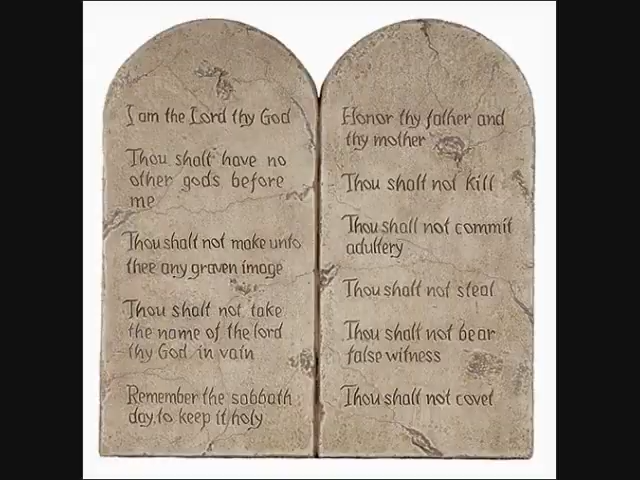 I am the Lord thy God
Thou shalt have no
other gods before
me
Thou shalt not make unto
thee any graven image
Thou shalt not take
the name of the lord
thy God in vain
Remember the sabbath
day, to keep it holy
Honor thy father and
thy mother
Thou shalt not kill
Thou shall not commit
adultery
Thou shalt not steal
Thou shalt not bear
false witness
Thou shalt not covet